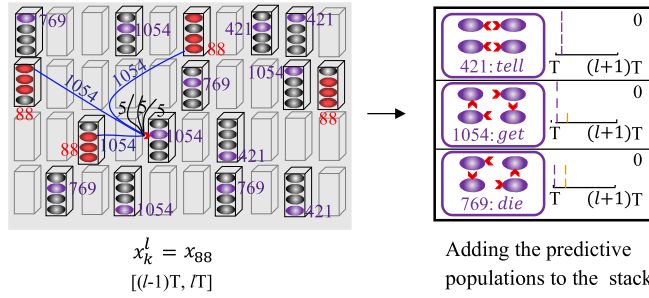 769
1054
421
421
1054
88
1054
769
1054
88
5
5
5
88
88
1054
1054
421
769
1054
769
421
x_k^l = x_88
[(l-1)T, lT]
0
421: tell
T
(l+1)T
0
1054: get
T
(l+1)T
0
769: die
T
(l+1)T
Adding the predictive
populations to the stack